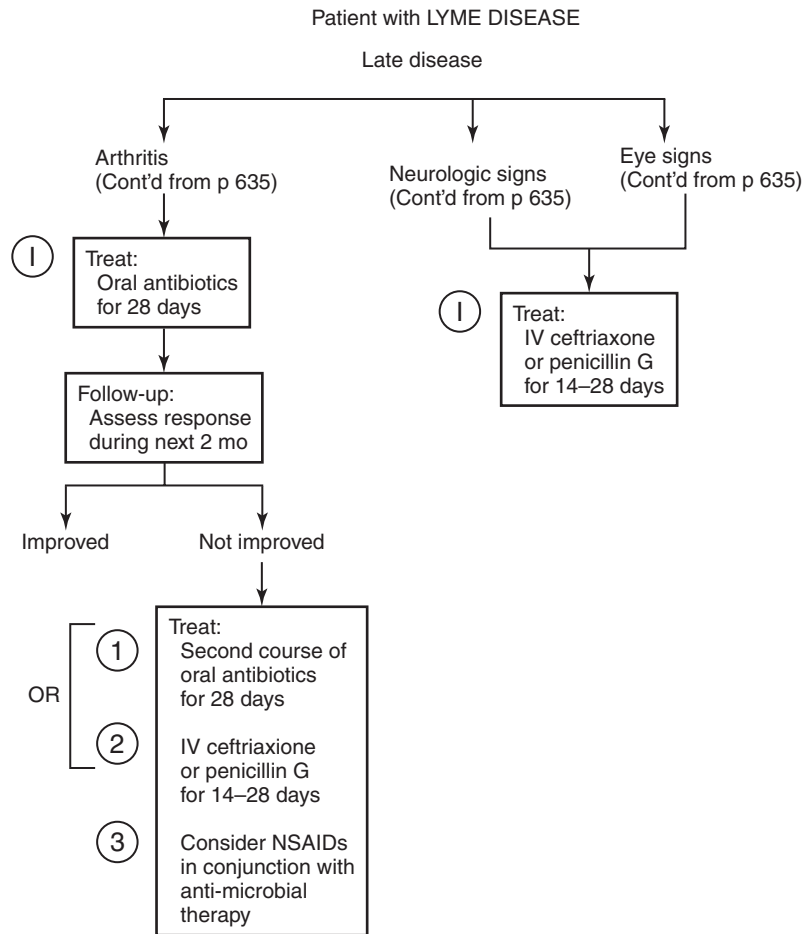 Patient with LYME DISEASE
Late disease
Arthritis
(Cont'd from p 635)
Neurologic signs
(Cont'd from p 635)
Eye signs
(Cont'd from p 635)
I
Treat:
Oral antibiotics
for 28 days
I
Treat:
IV ceftriaxone
or penicillin G
for 14–28 days
Follow-up:
Assess response
during next 2 mo
Improved
Not improved
OR
1
2
3
Treat:
Second course of
oral antibiotics
for 28 days
IV ceftriaxione
or penicillin G
for 14–28 days
Consider NSAIDs
in conjunction with
anti-microbial
therapy